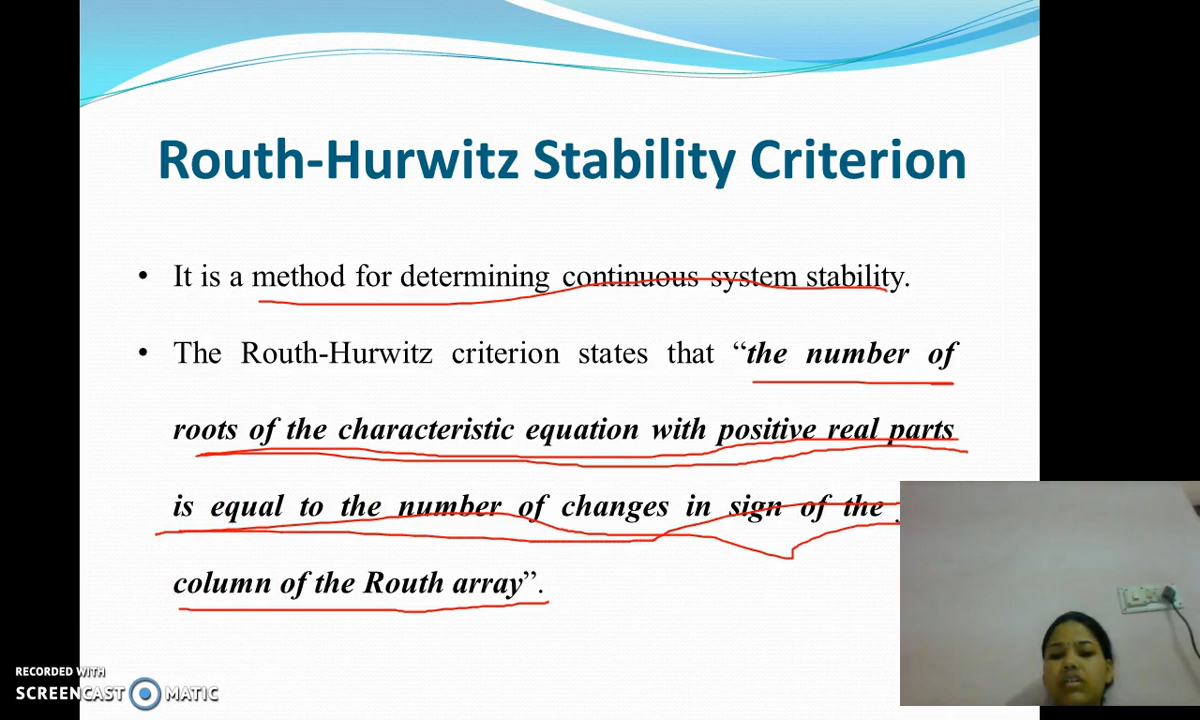 Routh-Hurwitz Stability Criterion
• It is a method for determining continuous system stability.
• The Routh-Hurwitz criterion states that “the number of
roots of the characteristic equation with positive real parts
is equal to the number of changes in sign of the
column of the Routh array”.
RECORDED WITH
SCREENCAST MATIC